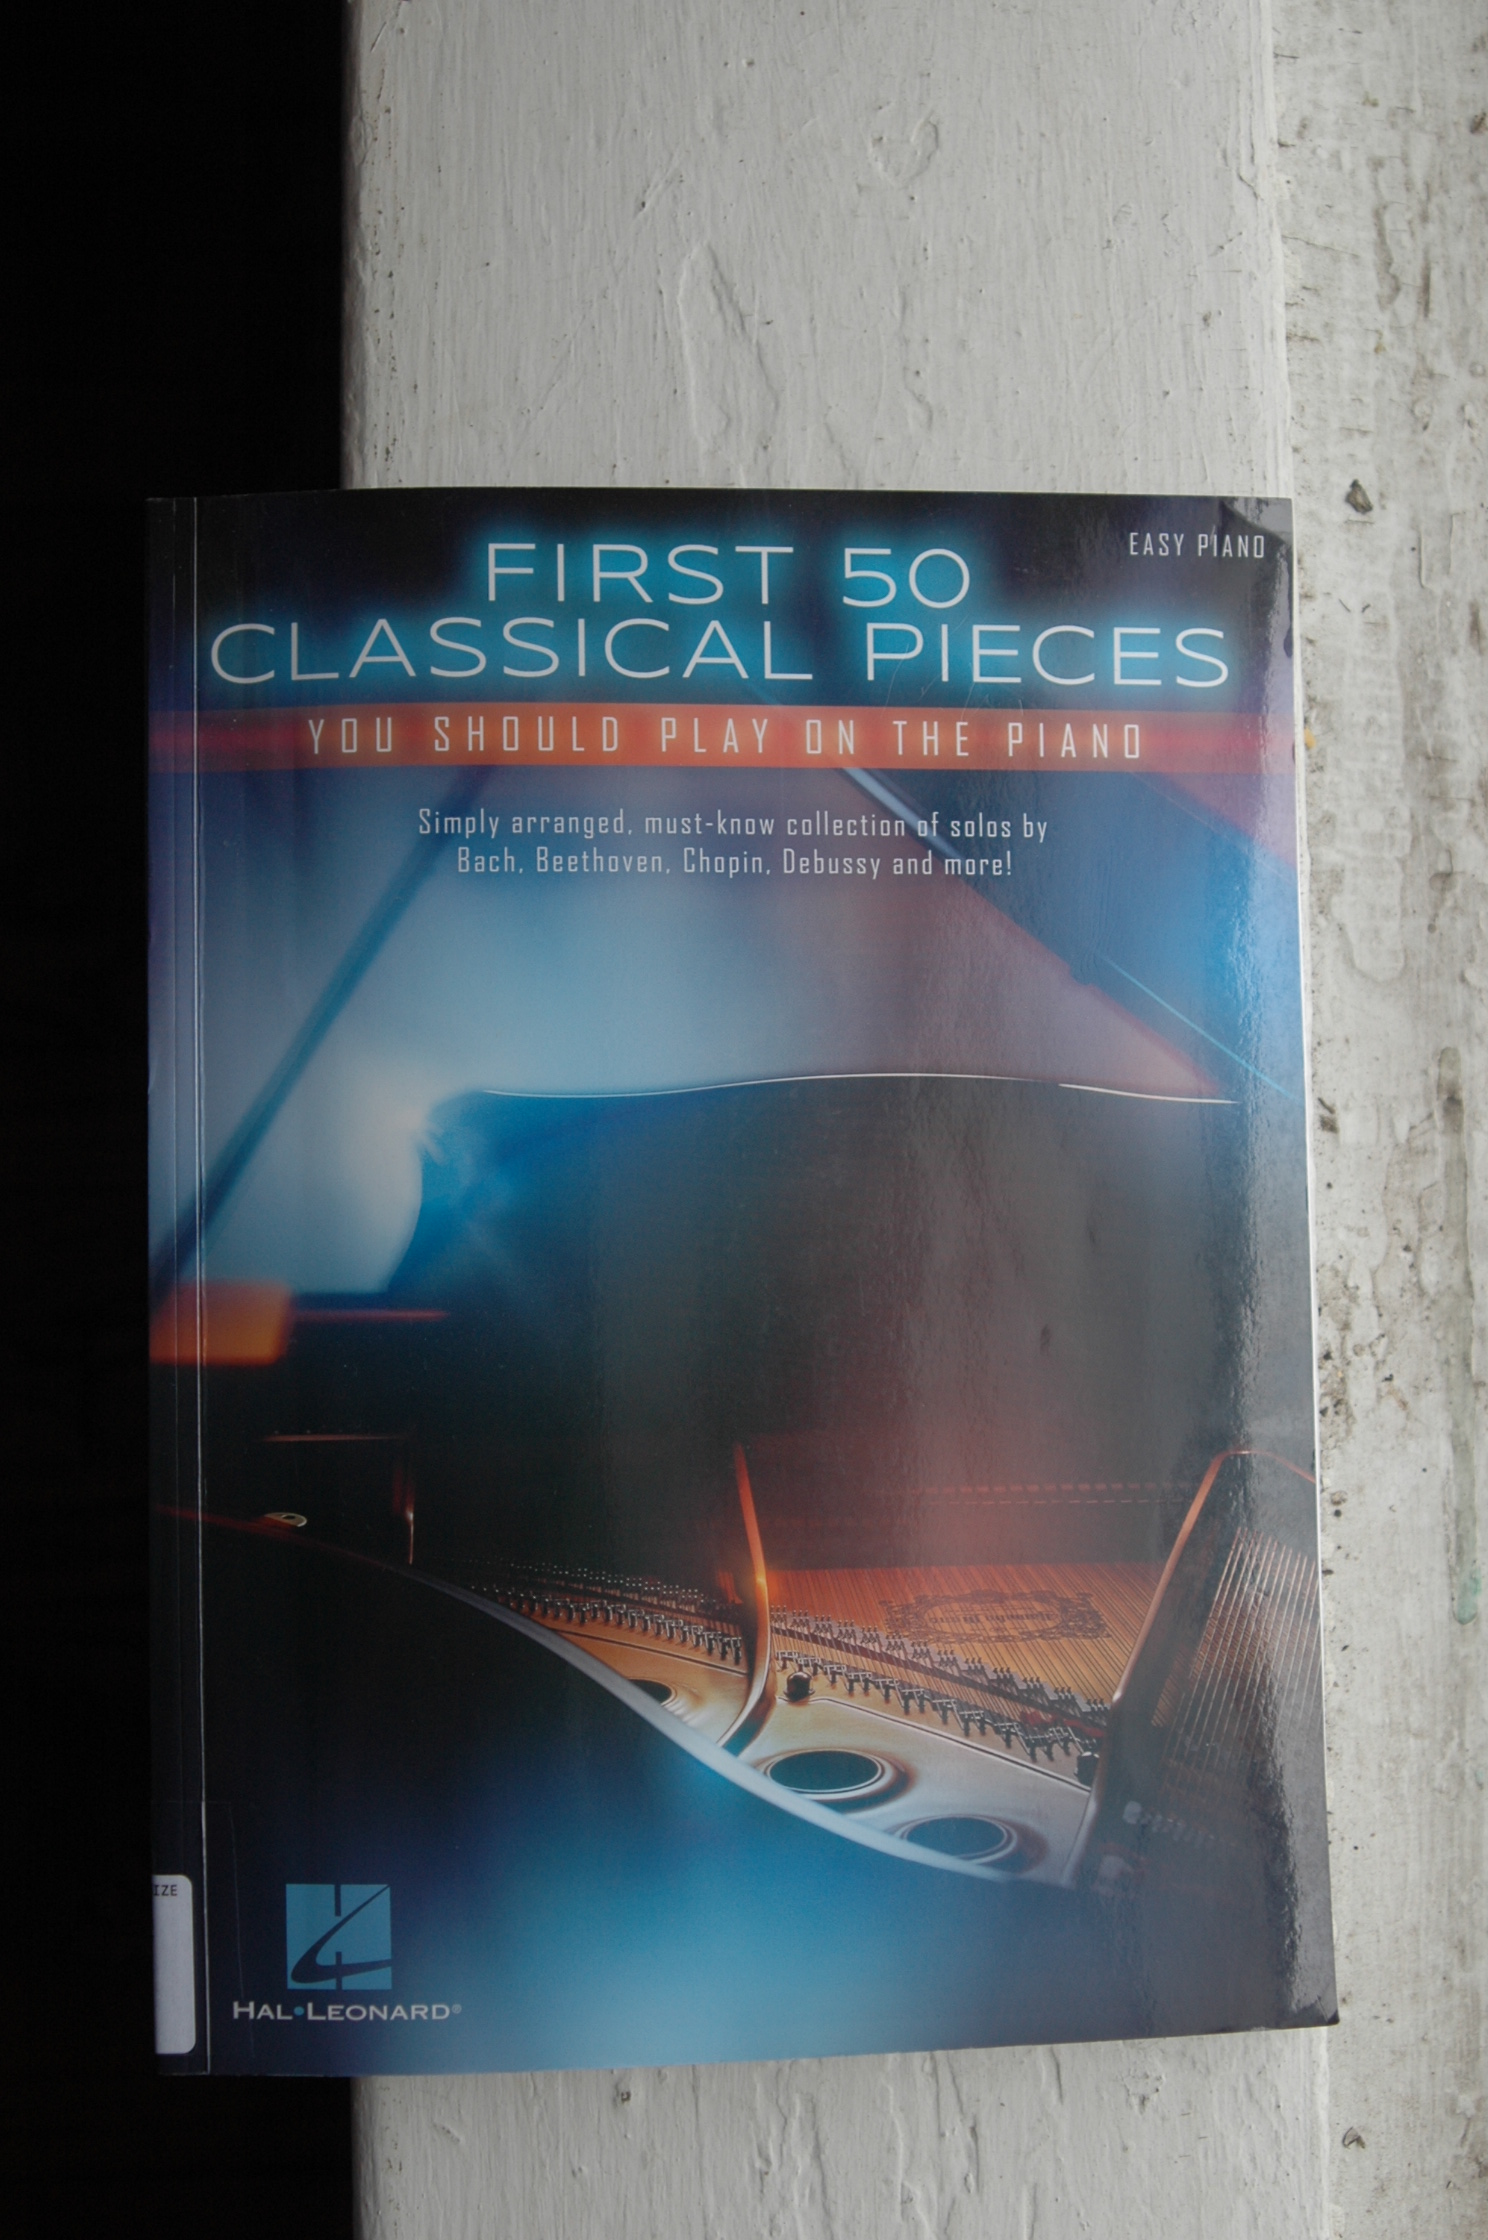 EASY PIANO
FIRST 50
CLASSICAL PIECES
YOU SHOULD PLAY ON THE PIANO
Simply arranged, must-know collection of solos by
Bach, Beethoven, Chopin, Debussy and more!
IZE
HAL•LEONARD®